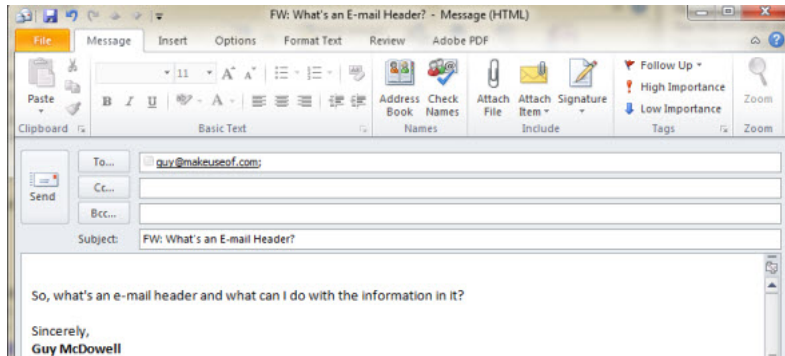 FW: What's an E-mail Header? - Message (HTML)
File Message Insert Options Format Text Review Adobe PDF
Paste
11
B I U
Address Book
Check Names
Attach File
Attach Item
Signature
Follow Up
High Importance
Low Importance
Zoom
Clipboard Basic Text Names Include Tags Zoom
Send
To... guy@makeuseof.com;
Cc...
Bcc...
Subject: FW: What's an E-mail Header?
So, what's an e-mail header and what can I do with the information in it?
Sincerely,
Guy McDowell